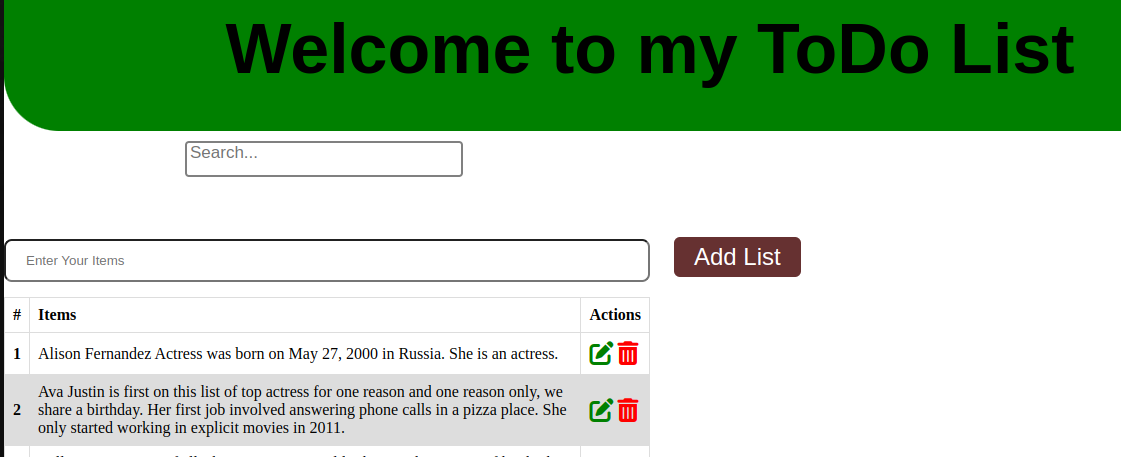 Welcome to my ToDo List
Search...
Enter Your Items
Add List
# Items Actions
1 Alison Fernandez Actress was born on May 27, 2000 in Russia. She is an actress.
Ava Justin is first on this list of top actress for one reason and one reason only, we
2 share a birthday. Her first job involved answering phone calls in a pizza place. She
only started working in explicit movies in 2011.